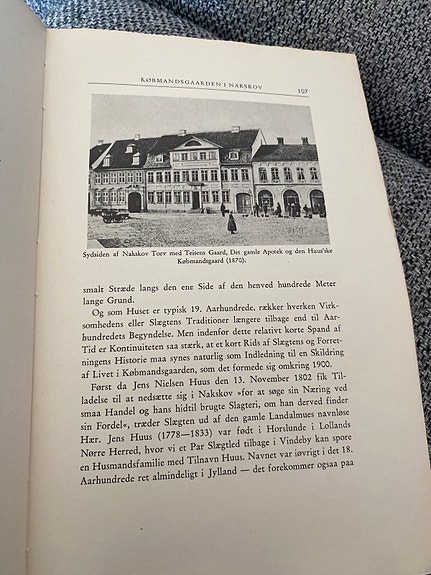 KØBMANDSGAARDEN I NAKSKOV
107
Sydsiden af Nakskov Torv med Teisens Gaard, Det gamle Apotek og den Huus'ske
Købmandsgaard (1870).
smalt Stræde langs den ene Side af den henved hundrede Meter
lange Grund.
Og som Huset er typisk 19. Aarhundrede, rækker hverken Virk-
somhedens eller Slægtens Traditioner længere tilbage end til Aar-
hundredets Begyndelse. Men indenfor dette relativt korte Spand af
Tid er Kontinuiteten saa stærk, at et kort Rids af Slægtens og Forret-
ningens Historie maa synes naturlig som Indledning til en Skildring
af Livet i Købmandsgaarden, som det formede sig omkring 1900.
Først da Jens Nielsen Huus den 13. November 1802 fik Til-
ladelse til at nedsætte sig i Nakskov »for at søge sin Næring ved
smaa Handel og hans hidtil brugte Slagteri, om han derved finder
sin Fordel«, træder Slægten ud af den gamle Landalmues navnløse
Hær. Jens Huus (1778—1833) var født i Horslunde i Lollands
Nørre Herred, hvor vi et Par Slægtled tilbage i Vindeby kan spore
en Husmandsfamilie med Tilnavn Huus. Navnet var iøvrigt i det 18.
Aarhundrede ret almindeligt i Jylland — det forekommer ogsaa paa